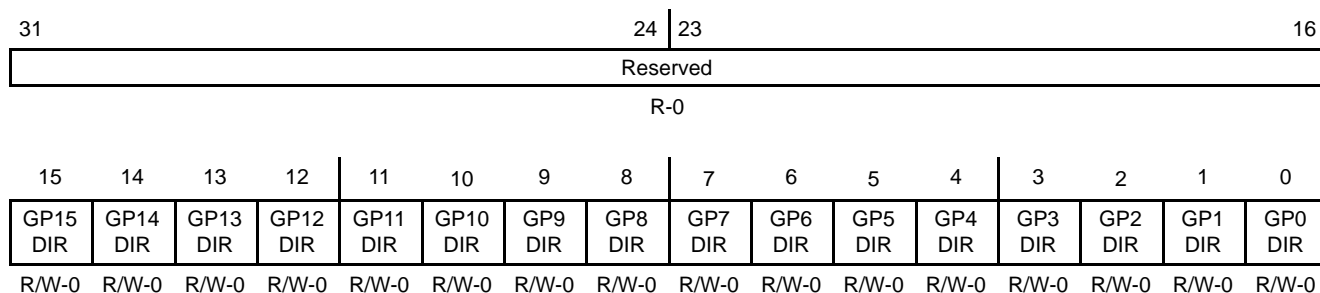 31 24 23 16
Reserved
R-0
15 14 13 12 11 10 9 8 7 6 5 4 3 2 1 0
GP15 GP14 GP13 GP12 GP11 GP10 GP9 GP8 GP7 GP6 GP5 GP4 GP3 GP2 GP1 GP0
DIR DIR DIR DIR DIR DIR DIR DIR DIR DIR DIR DIR DIR DIR DIR DIR
R/W-0 R/W-0 R/W-0 R/W-0 R/W-0 R/W-0 R/W-0 R/W-0 R/W-0 R/W-0 R/W-0 R/W-0 R/W-0 R/W-0 R/W-0 R/W-0